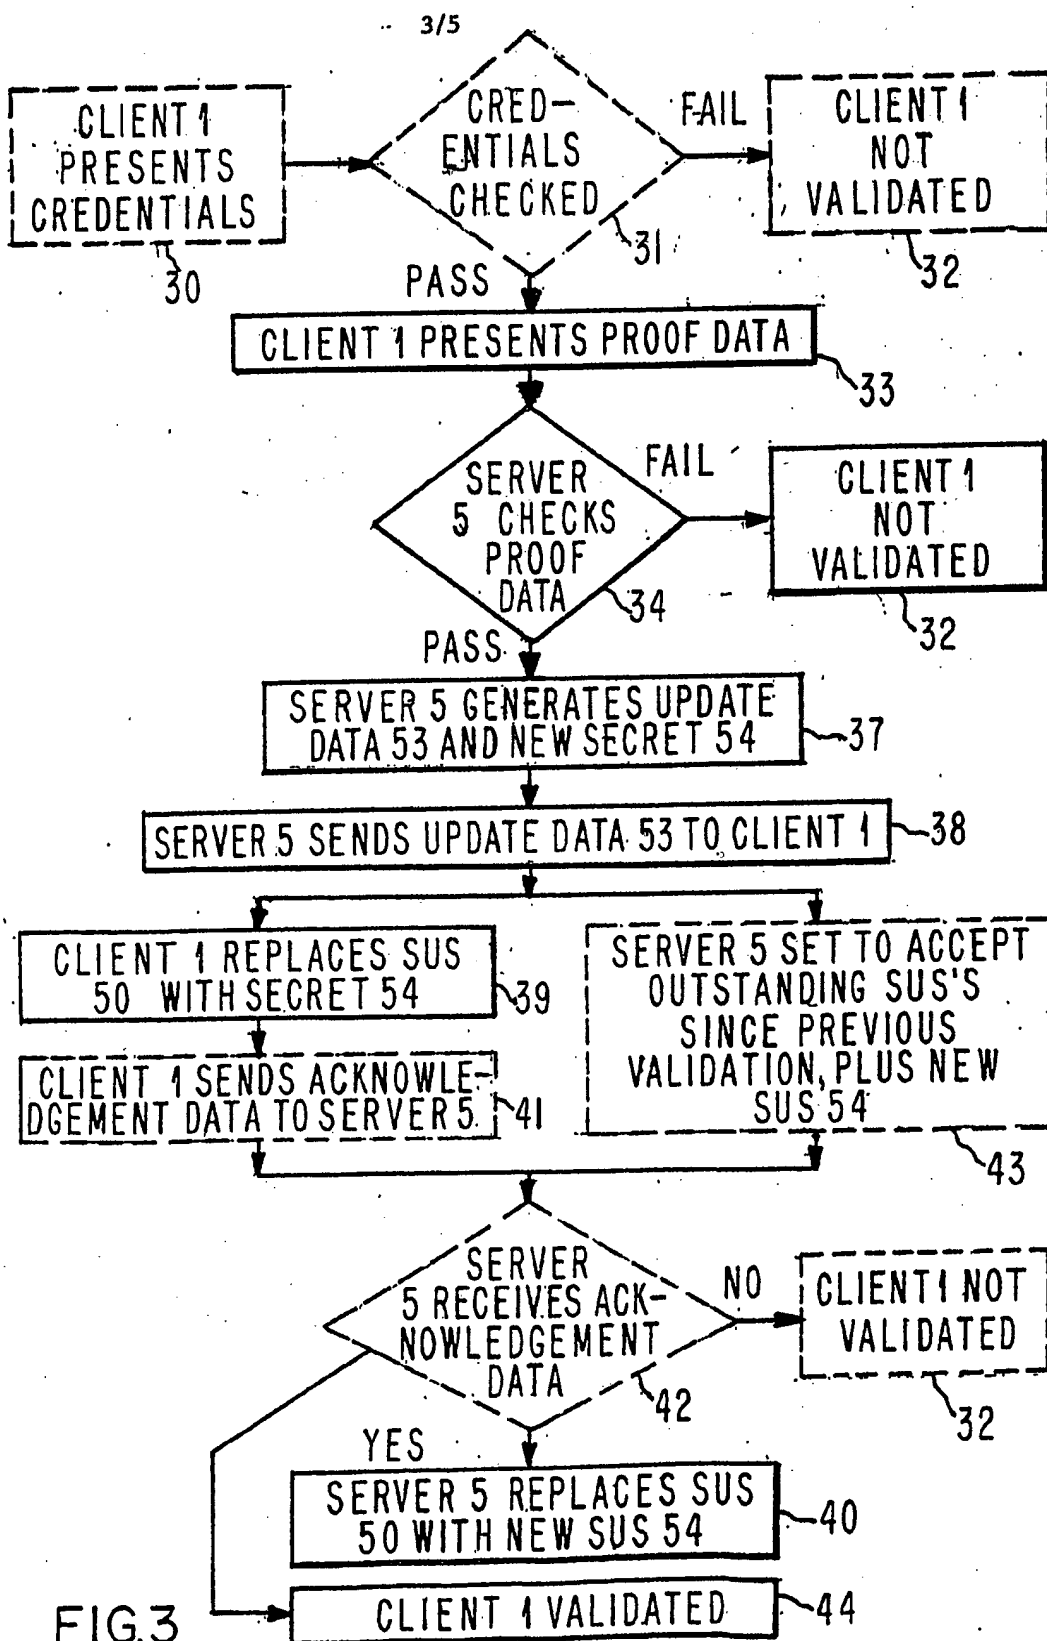 3/5
CLIENT 1
PRESENTS
CREDENTIALS
30
CRED-
ENTIALS
CHECKED
31
FAIL
CLIENT 1
NOT
VALIDATED
32
PASS
CLIENT 1 PRESENTS PROOF DATA
33
SERVER
5 CHECKS
PROOF
DATA
34
FAIL
CLIENT 1
NOT
VALIDATED
32
PASS
SERVER 5 GENERATES UPDATE
DATA 53 AND NEW SECRET 54
37
SERVER 5 SENDS UPDATE DATA 53 TO CLIENT 1
38
CLIENT 1 REPLACES SUS
50 WITH SECRET 54
39
CLIENT 1 SENDS ACKNOWLE-
DGEMENT DATA TO SERVER 5
41
SERVER 5 SET TO ACCEPT
OUTSTANDING SUS'S
SINCE PREVIOUS
VALIDATION, PLUS NEW
SUS 54
43
SERVER
5 RECEIVES ACK-
NOWLEDGEMENT
DATA
42
NO
CLIENT 1 NOT
VALIDATED
32
YES
SERVER 5 REPLACES SUS
50 WITH NEW SUS 54
40
CLIENT 1 VALIDATED
44
FIG.3